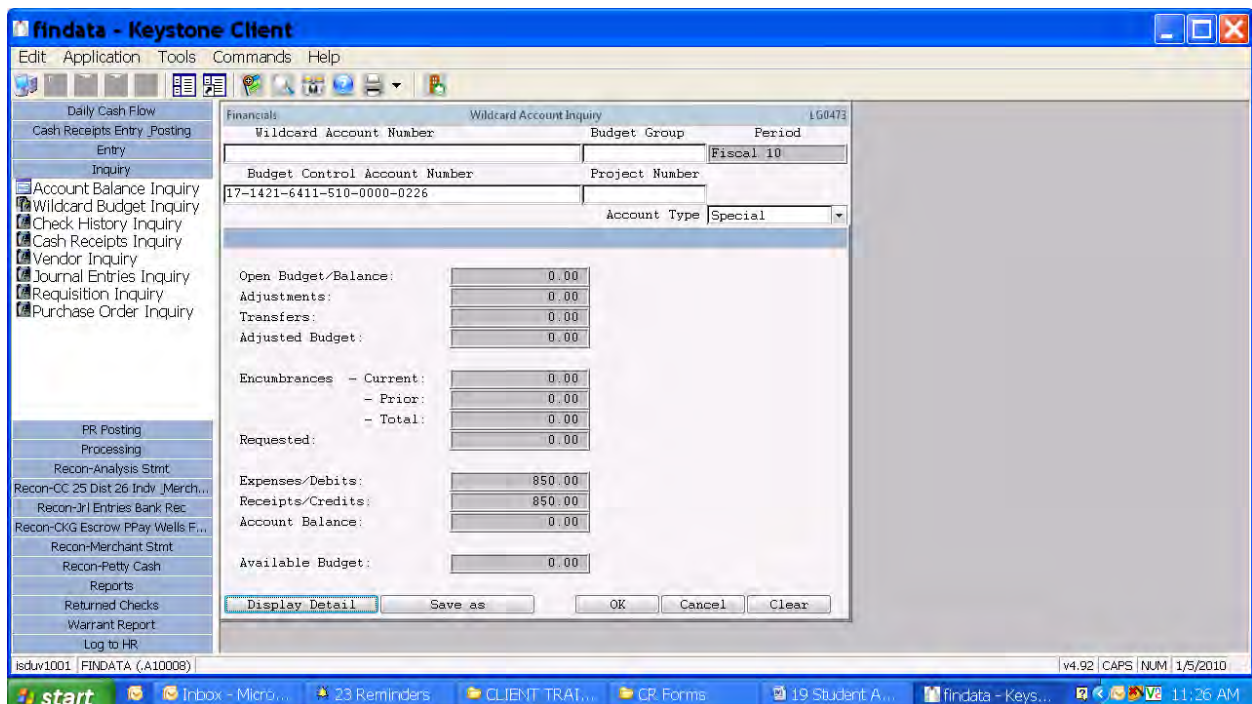 findata - Keystone Client
Edit Application Tools Commands Help
Daily Cash Flow
Cash Receipts Entry_Posting
Entry
Inquiry
Account Balance Inquiry
Wildcard Budget Inquiry
Check History Inquiry
Cash Receipts Inquiry
Vendor Inquiry
Journal Entries Inquiry
Requisition Inquiry
Purchase Order Inquiry
PR Posting
Processing
Recon-Analysis Stmt
Recon-CC 25 Dist 26 Indv_Merch...
Recon-Jrl Entries Bank Rec
Recon-CKG Escrow PPay Wells F...
Recon-Merchant Stmt
Recon-Petty Cash
Reports
Returned Checks
Warrant Report
Log to HR
Financials Wildcard Account Inquiry LG0473
Wildcard Account Number Budget Group Period
Fiscal 10
Budget Control Account Number Project Number
17-1421-6411-510-0000-0226
Account Type Special
Open Budget/Balance: 0.00
Adjustments: 0.00
Transfers: 0.00
Adjusted Budget: 0.00
Encumbrances - Current: 0.00
- Prior: 0.00
- Total: 0.00
Requested: 0.00
Expenses/Debits: 850.00
Receipts/Credits: 850.00
Account Balance: 0.00
Available Budget: 0.00
Display Detail Save as OK Cancel Clear
isduv1001 FINDATA (.A10008) v4.92 CAPS NUM 1/5/2010
start Inbox - Micro... 23 Reminders CLIENT TRAI... CR Forms 19 Student A... findata - Keys... 11:26 AM